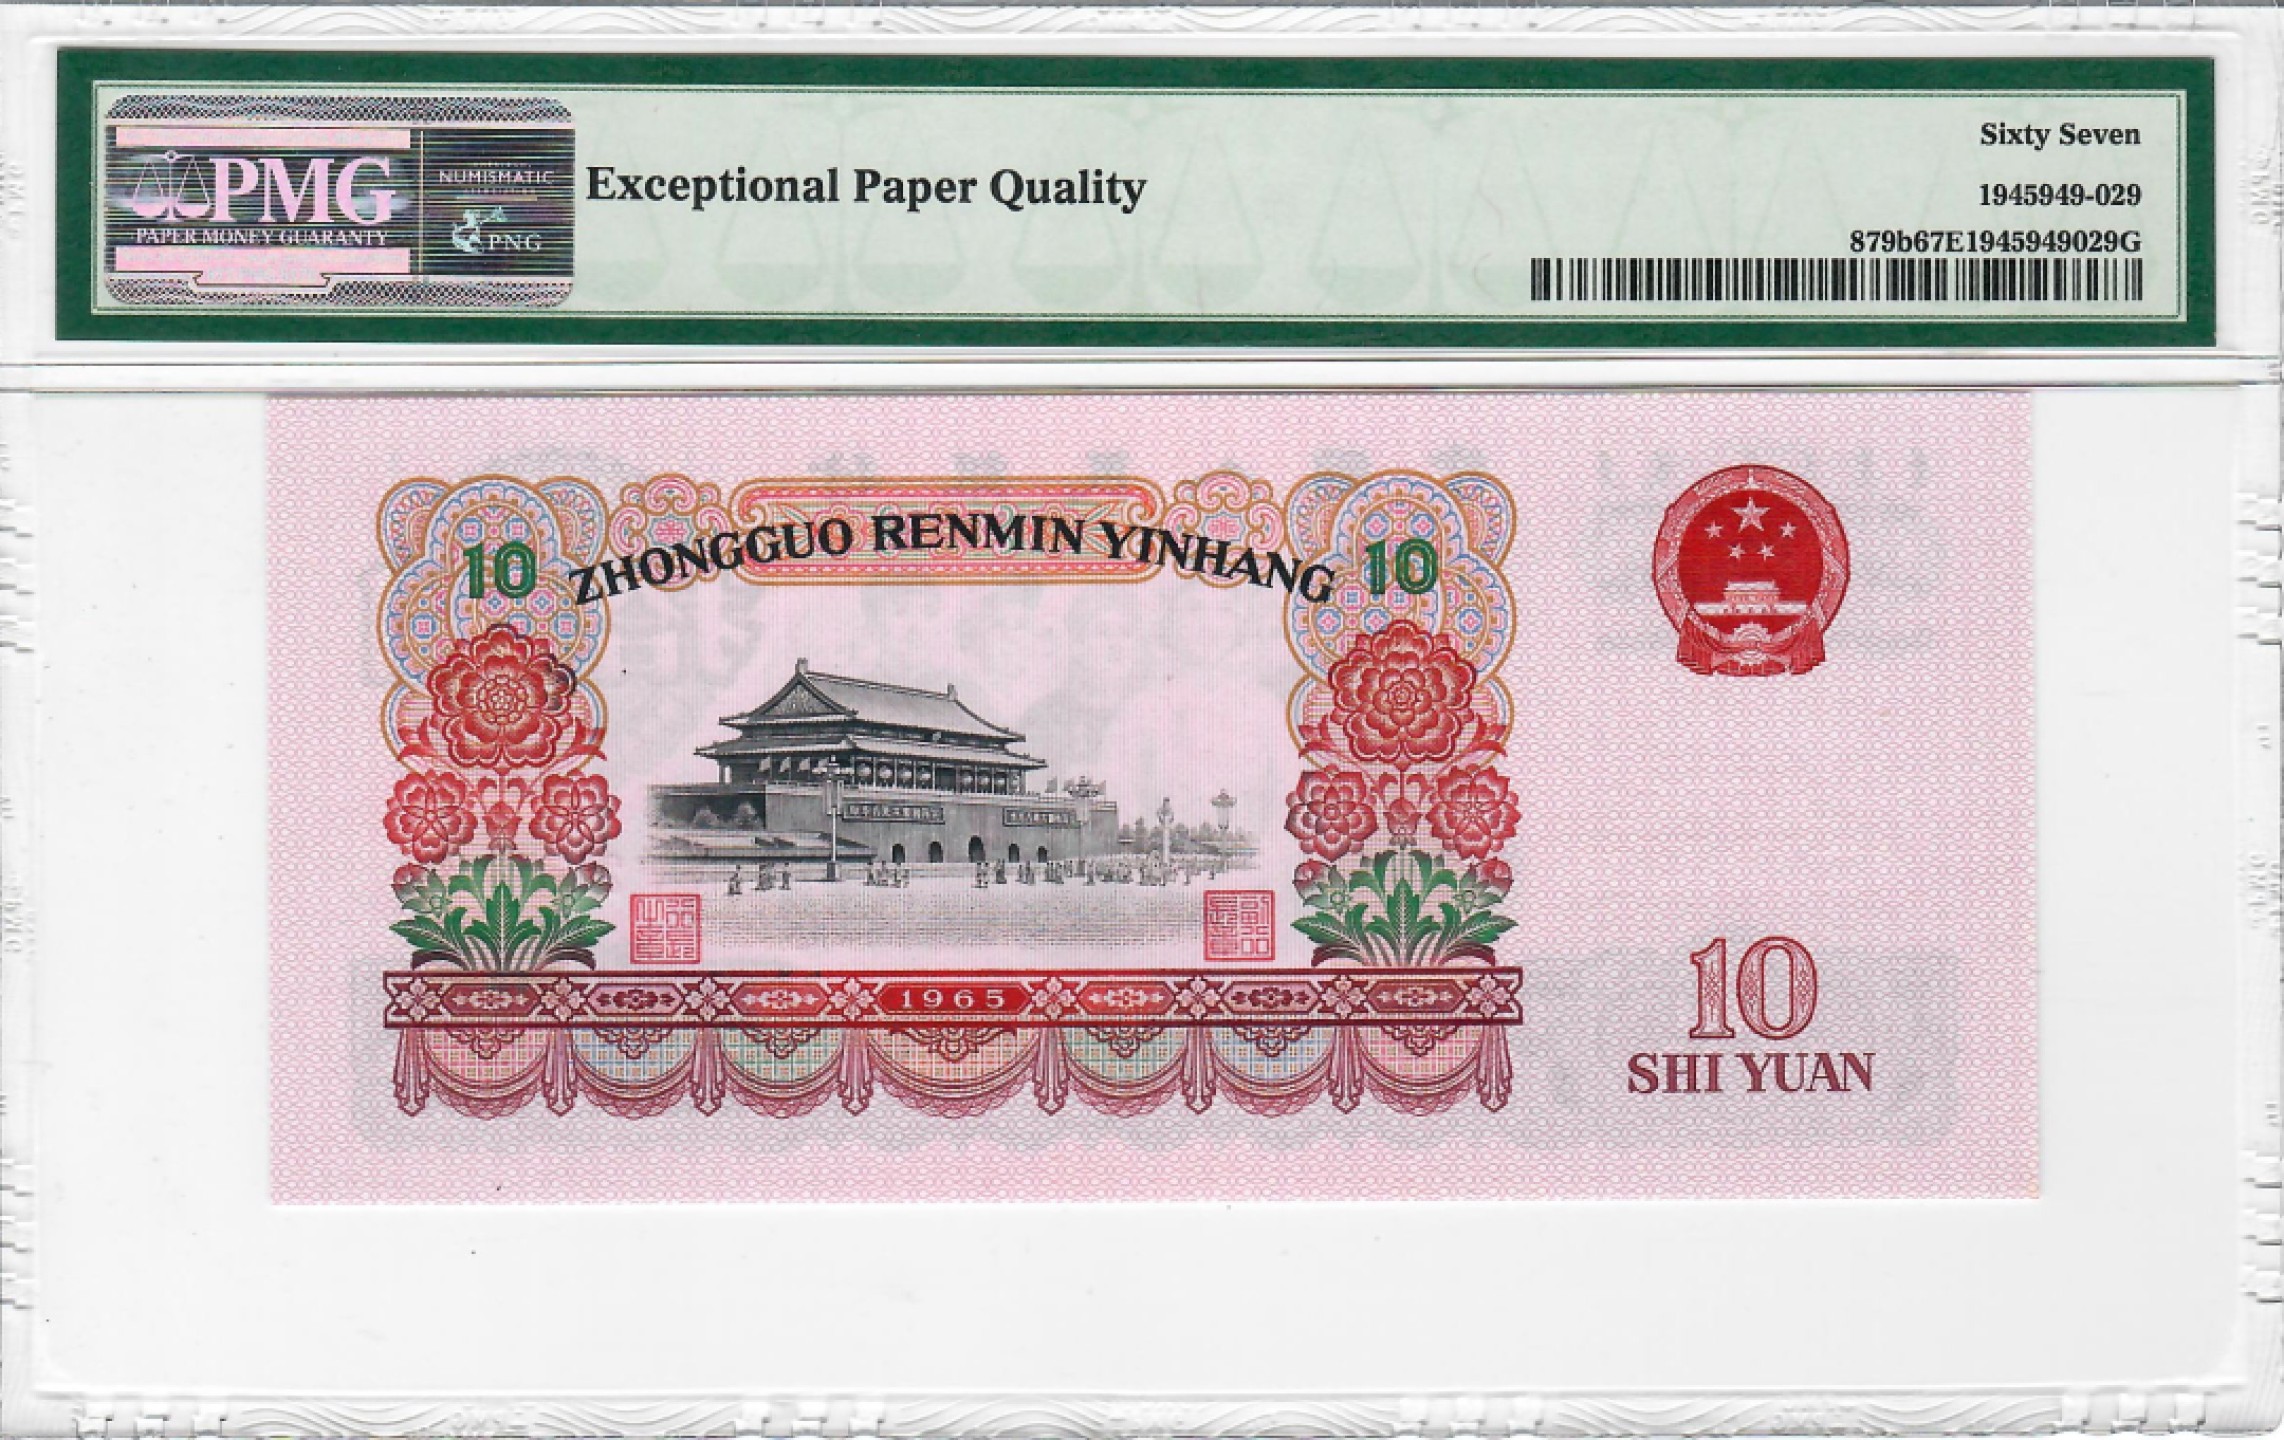 PMG
PAPER MONEY GUARANTY
NUMISMATIC
PNG
Exceptional Paper Quality
Sixty Seven
1945949-029
879b67E1945949029G
ZHONGGUO RENMIN YINHANG
10
10
1965
10
SHI YUAN